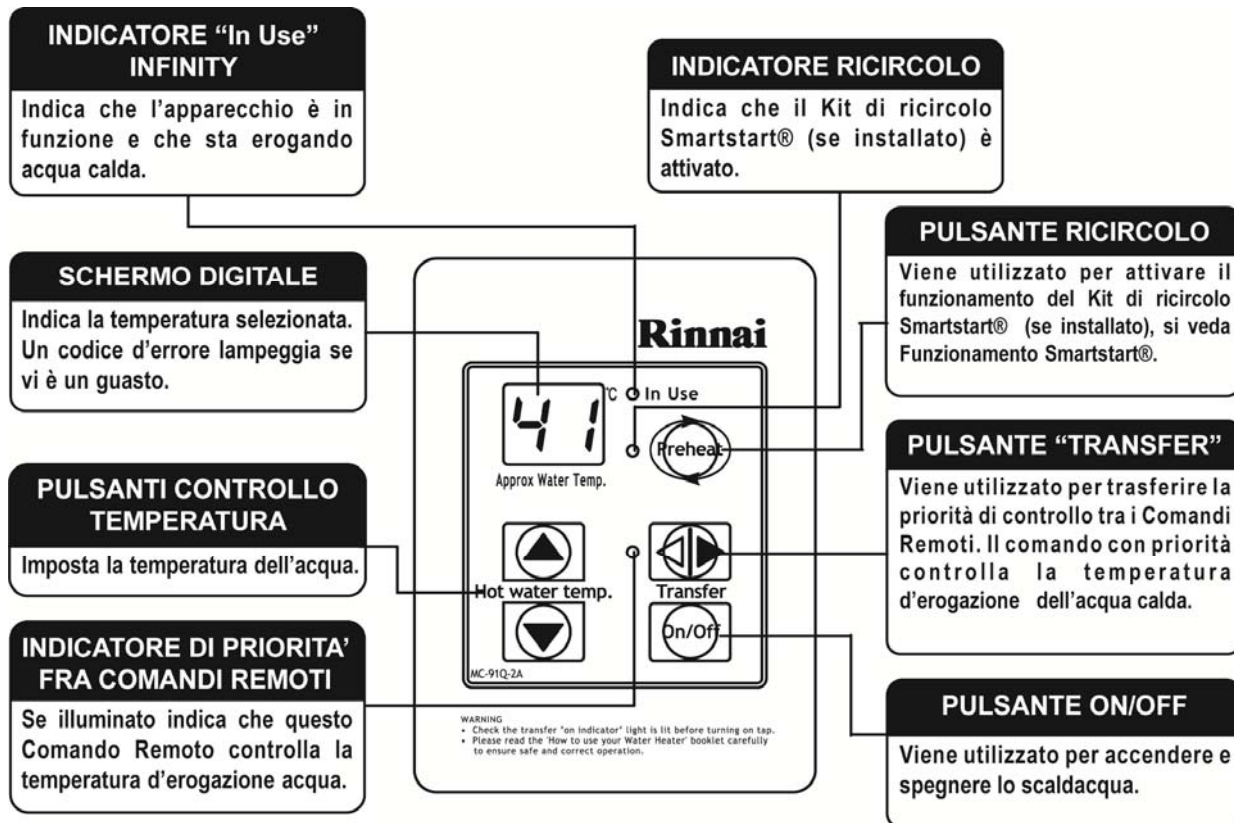 INDICATORE “In Use”
INFINITY
Indica che l’apparecchio è in
funzione e che sta erogando
acqua calda.
INDICATORE RICIRCOLO
Indica che il Kit di ricircolo
Smartstart® (se installato) è
attivato.
SCHERMO DIGITALE
Indica la temperatura selezionata.
Un codice d’errore lampeggia se
vi è un guasto.
PULSANTE RICIRCOLO
Viene utilizzato per attivare il
funzionamento del Kit di ricircolo
Smartstart® (se installato), si veda
Funzionamento Smartstart®.
PULSANTI CONTROLLO
TEMPERATURA
Imposta la temperatura dell’acqua.
PULSANTE “TRANSFER”
Viene utilizzato per trasferire la
priorità di controllo tra i Comandi
Remoti. Il comando con priorità
controlla la temperatura
d’erogazione dell’acqua calda.
INDICATORE DI PRIORITA’
FRA COMANDI REMOTI
Se illuminato indica che questo
Comando Remoto controlla la
temperatura d’erogazione acqua.
PULSANTE ON/OFF
Viene utilizzato per accendere e
spegnere lo scaldacqua.
Rinnai
41 °C In Use
Preheat
Approx Water Temp.
Hot water temp. Transfer
On/Off
MC-91Q-2A
WARNING
• Check the transfer "on indicator" light is lit before turning on tap.
• Please read the 'How to use your Water Heater' booklet carefully
to ensure safe and correct operation.